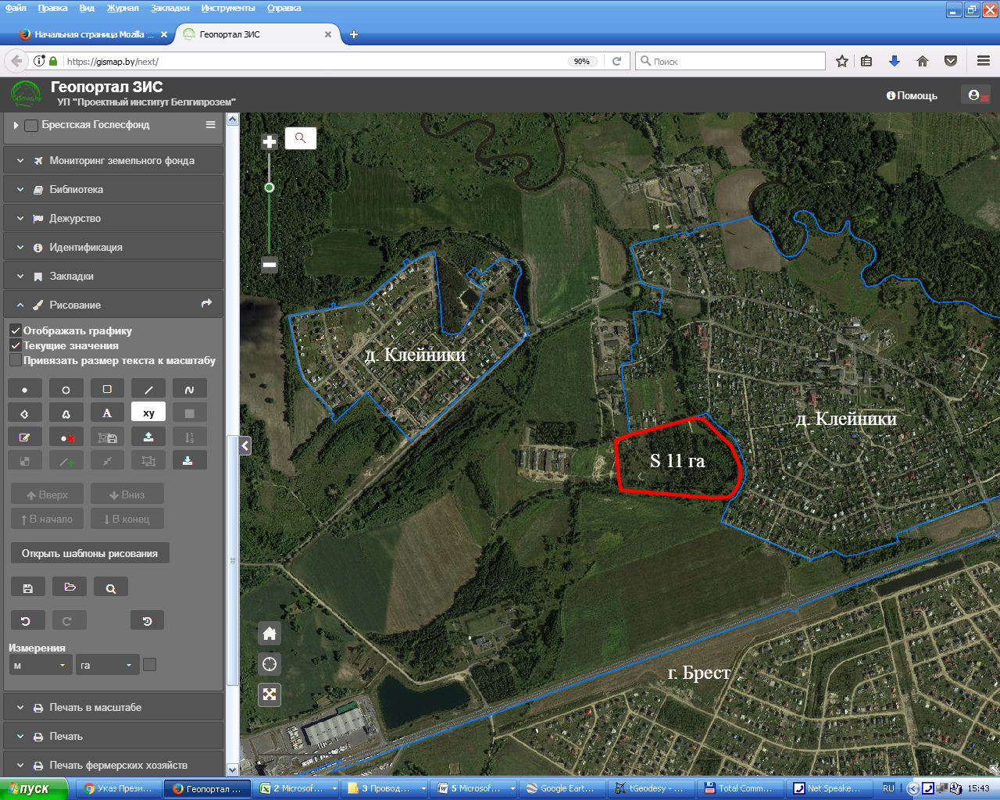 Файл Правка Вид Журнал Закладки Инструменты Справка
Начальная страница Mozilla ...
Геопортал ЗИС
https://gismap.by/next/
90%
Поиск
Геопортал ЗИС
УП "Проектный институт Белгипрозем"
Помощь
Брестская Гослесфонд
Мониторинг земельного фонда
Библиотека
Дежурство
Идентификация
Закладки
Рисование
Отображать графику
Текущие значения
Привязать размер текста к масштабу
A
xy
Вверх
Вниз
В начало
В конец
Открыть шаблоны рисования
Измерения
м
га
Печать в масштабе
Печать
Печать фермерских хозяйств
д. Клейники
д. Клейники
S 11 га
г. Брест
пуск
Указ Прези...
Геопортал ...
2 Microsof...
3 Провод...
5 Microsof...
Google Eart...
tGeodesy - ...
Total Comm...
Net Speake...
RU
15:43